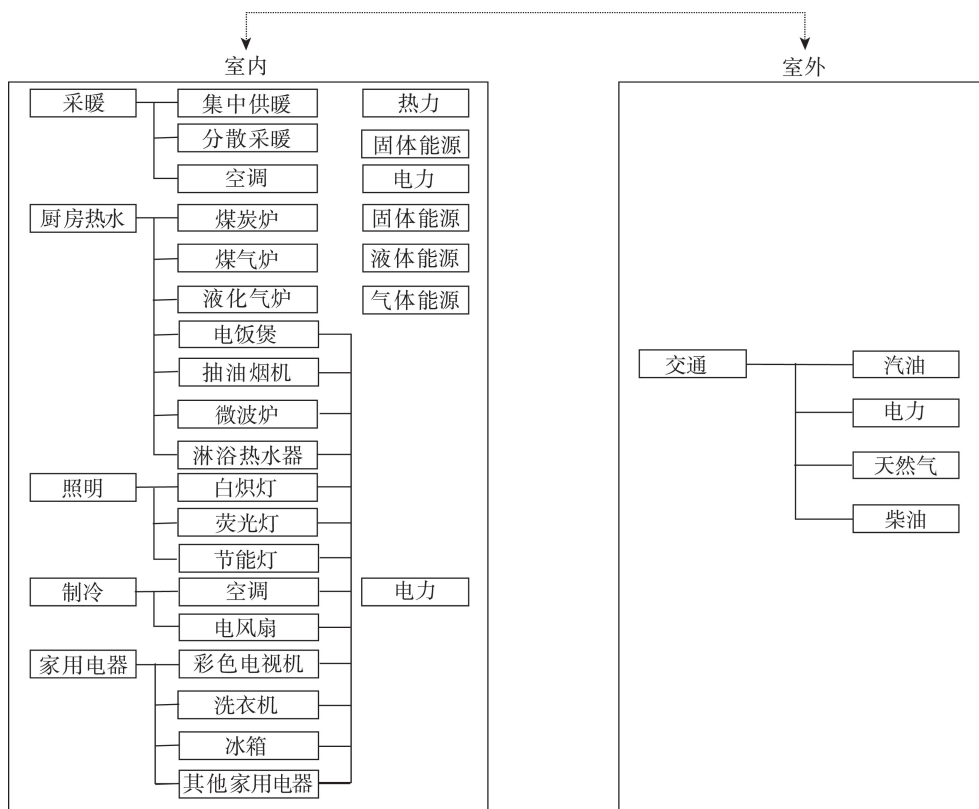 室内
室外
采暖
集中供暖
热力
分散采暖
固体能源
空调
电力
厨房热水
煤炭炉
固体能源
煤气炉
液体能源
液化气炉
气体能源
电饭煲
抽油烟机
微波炉
淋浴热水器
照明
白炽灯
荧光灯
节能灯
制冷
空调
电力
电风扇
家用电器
彩色电视机
洗衣机
冰箱
其他家用电器
交通
汽油
电力
天然气
柴油